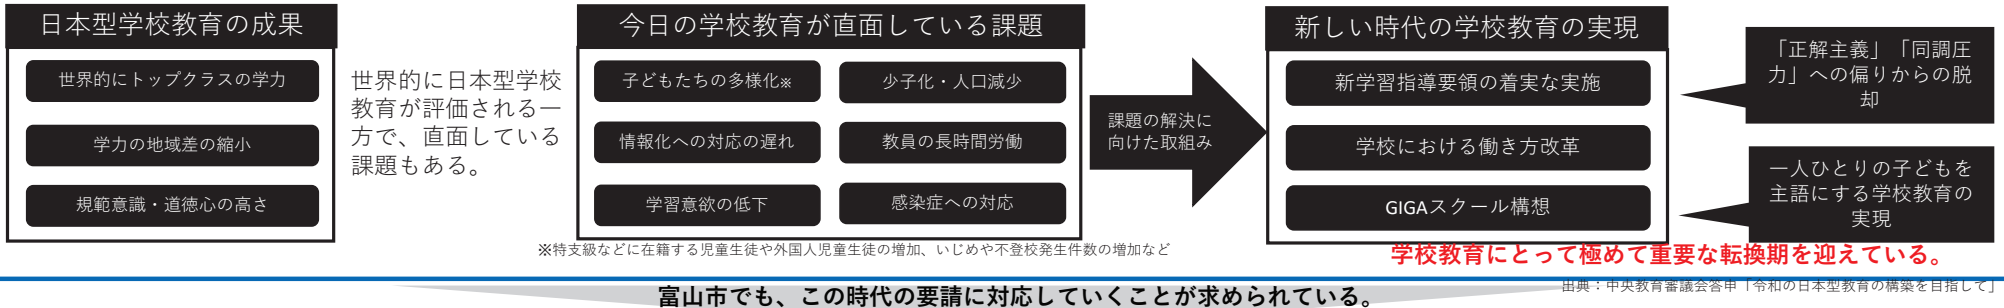 日本型学校教育の成果
世界的にトップクラスの学力
学力の地域差の縮小
規範意識・道徳心の高さ
世界的に日本型学校
教育が評価される一
方で、直面している
課題もある。
今日の学校教育が直面している課題
子どもたちの多様化※
少子化・人口減少
情報化への対応の遅れ
教員の長時間労働
学習意欲の低下
感染症への対応
※特支級などに在籍する児童生徒や外国人児童生徒の増加、いじめや不登校発生件数の増加など
課題の解決に
向けた取組み
新しい時代の学校教育の実現
新学習指導要領の着実な実施
学校における働き方改革
GIGAスクール構想
「正解主義」「同調圧
力」への偏りからの脱
却
一人ひとりの子どもを
主語にする学校教育の
実現
学校教育にとって極めて重要な転換期を迎えている。
出典：中央教育審議会答申「令和の日本型教育の構築を目指して」
富山市でも、この時代の要請に対応していくことが求められている。